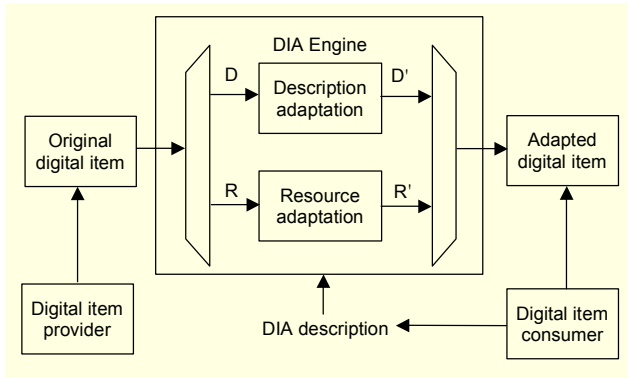 DIA Engine
D
Description
adaptation
D'
Original
digital item
Adapted
digital item
R
Resource
adaptation
R'
Digital item
provider
DIA description
Digital item
consumer